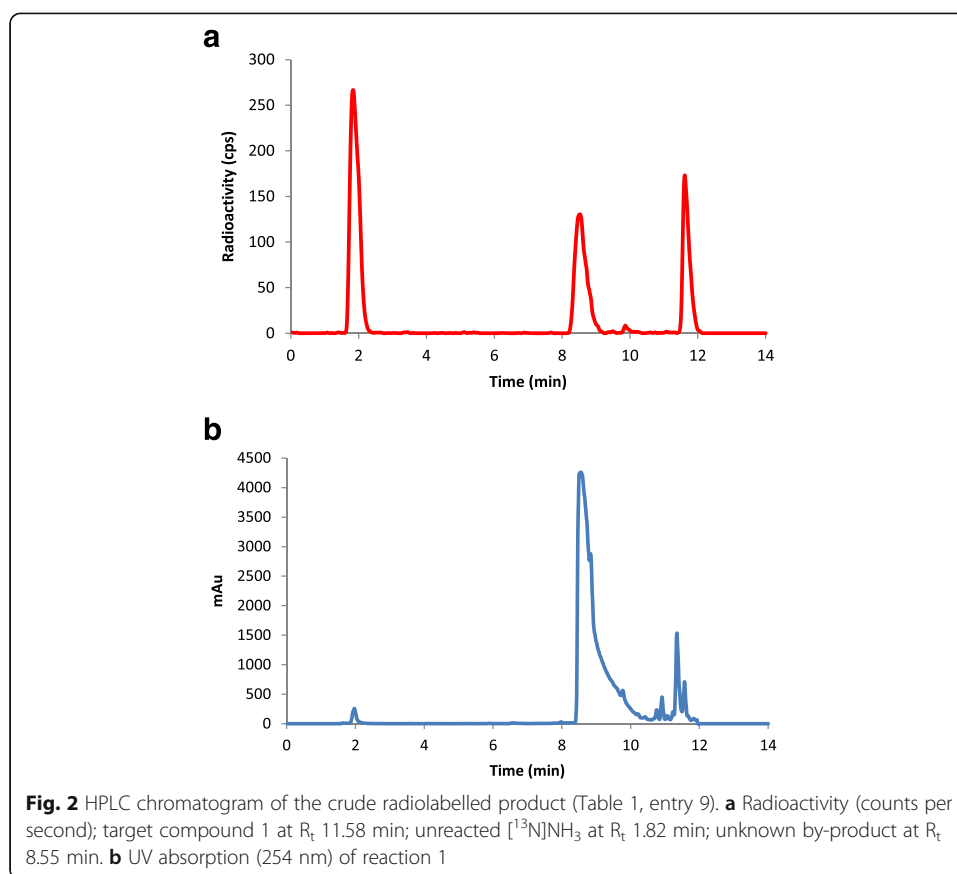 a
300
250
200
150
100
50
0
Radioactivity (cps)
0 2 4 6 8 10 12 14
Time (min)
b
4500
4000
3500
3000
2500
2000
1500
1000
500
0
mAu
0 2 4 6 8 10 12 14
Time (min)
Fig. 2 HPLC chromatogram of the crude radiolabelled product (Table 1, entry 9). a Radioactivity (counts per
second); target compound 1 at Rt 11.58 min; unreacted [¹³N]NH₃ at Rt 1.82 min; unknown by-product at Rt
8.55 min. b UV absorption (254 nm) of reaction 1